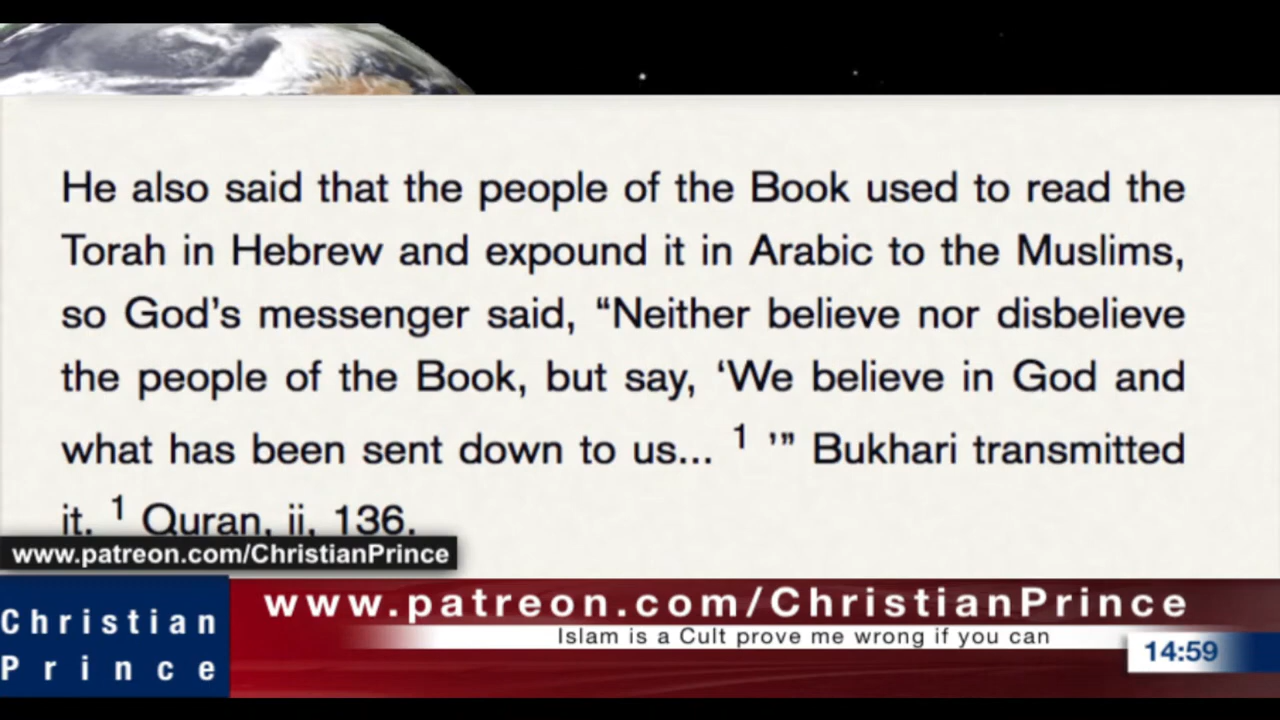 He also said that the people of the Book used to read the
Torah in Hebrew and expound it in Arabic to the Muslims,
so God’s messenger said, “Neither believe nor disbelieve
the people of the Book, but say, ‘We believe in God and
what has been sent down to us... 1 ’” Bukhari transmitted
it. 1 Quran, ii, 136.
www.patreon.com/ChristianPrince
www.patreon.com/ChristianPrince
Islam is a Cult prove me wrong if you can
Christian
Prince
14:59